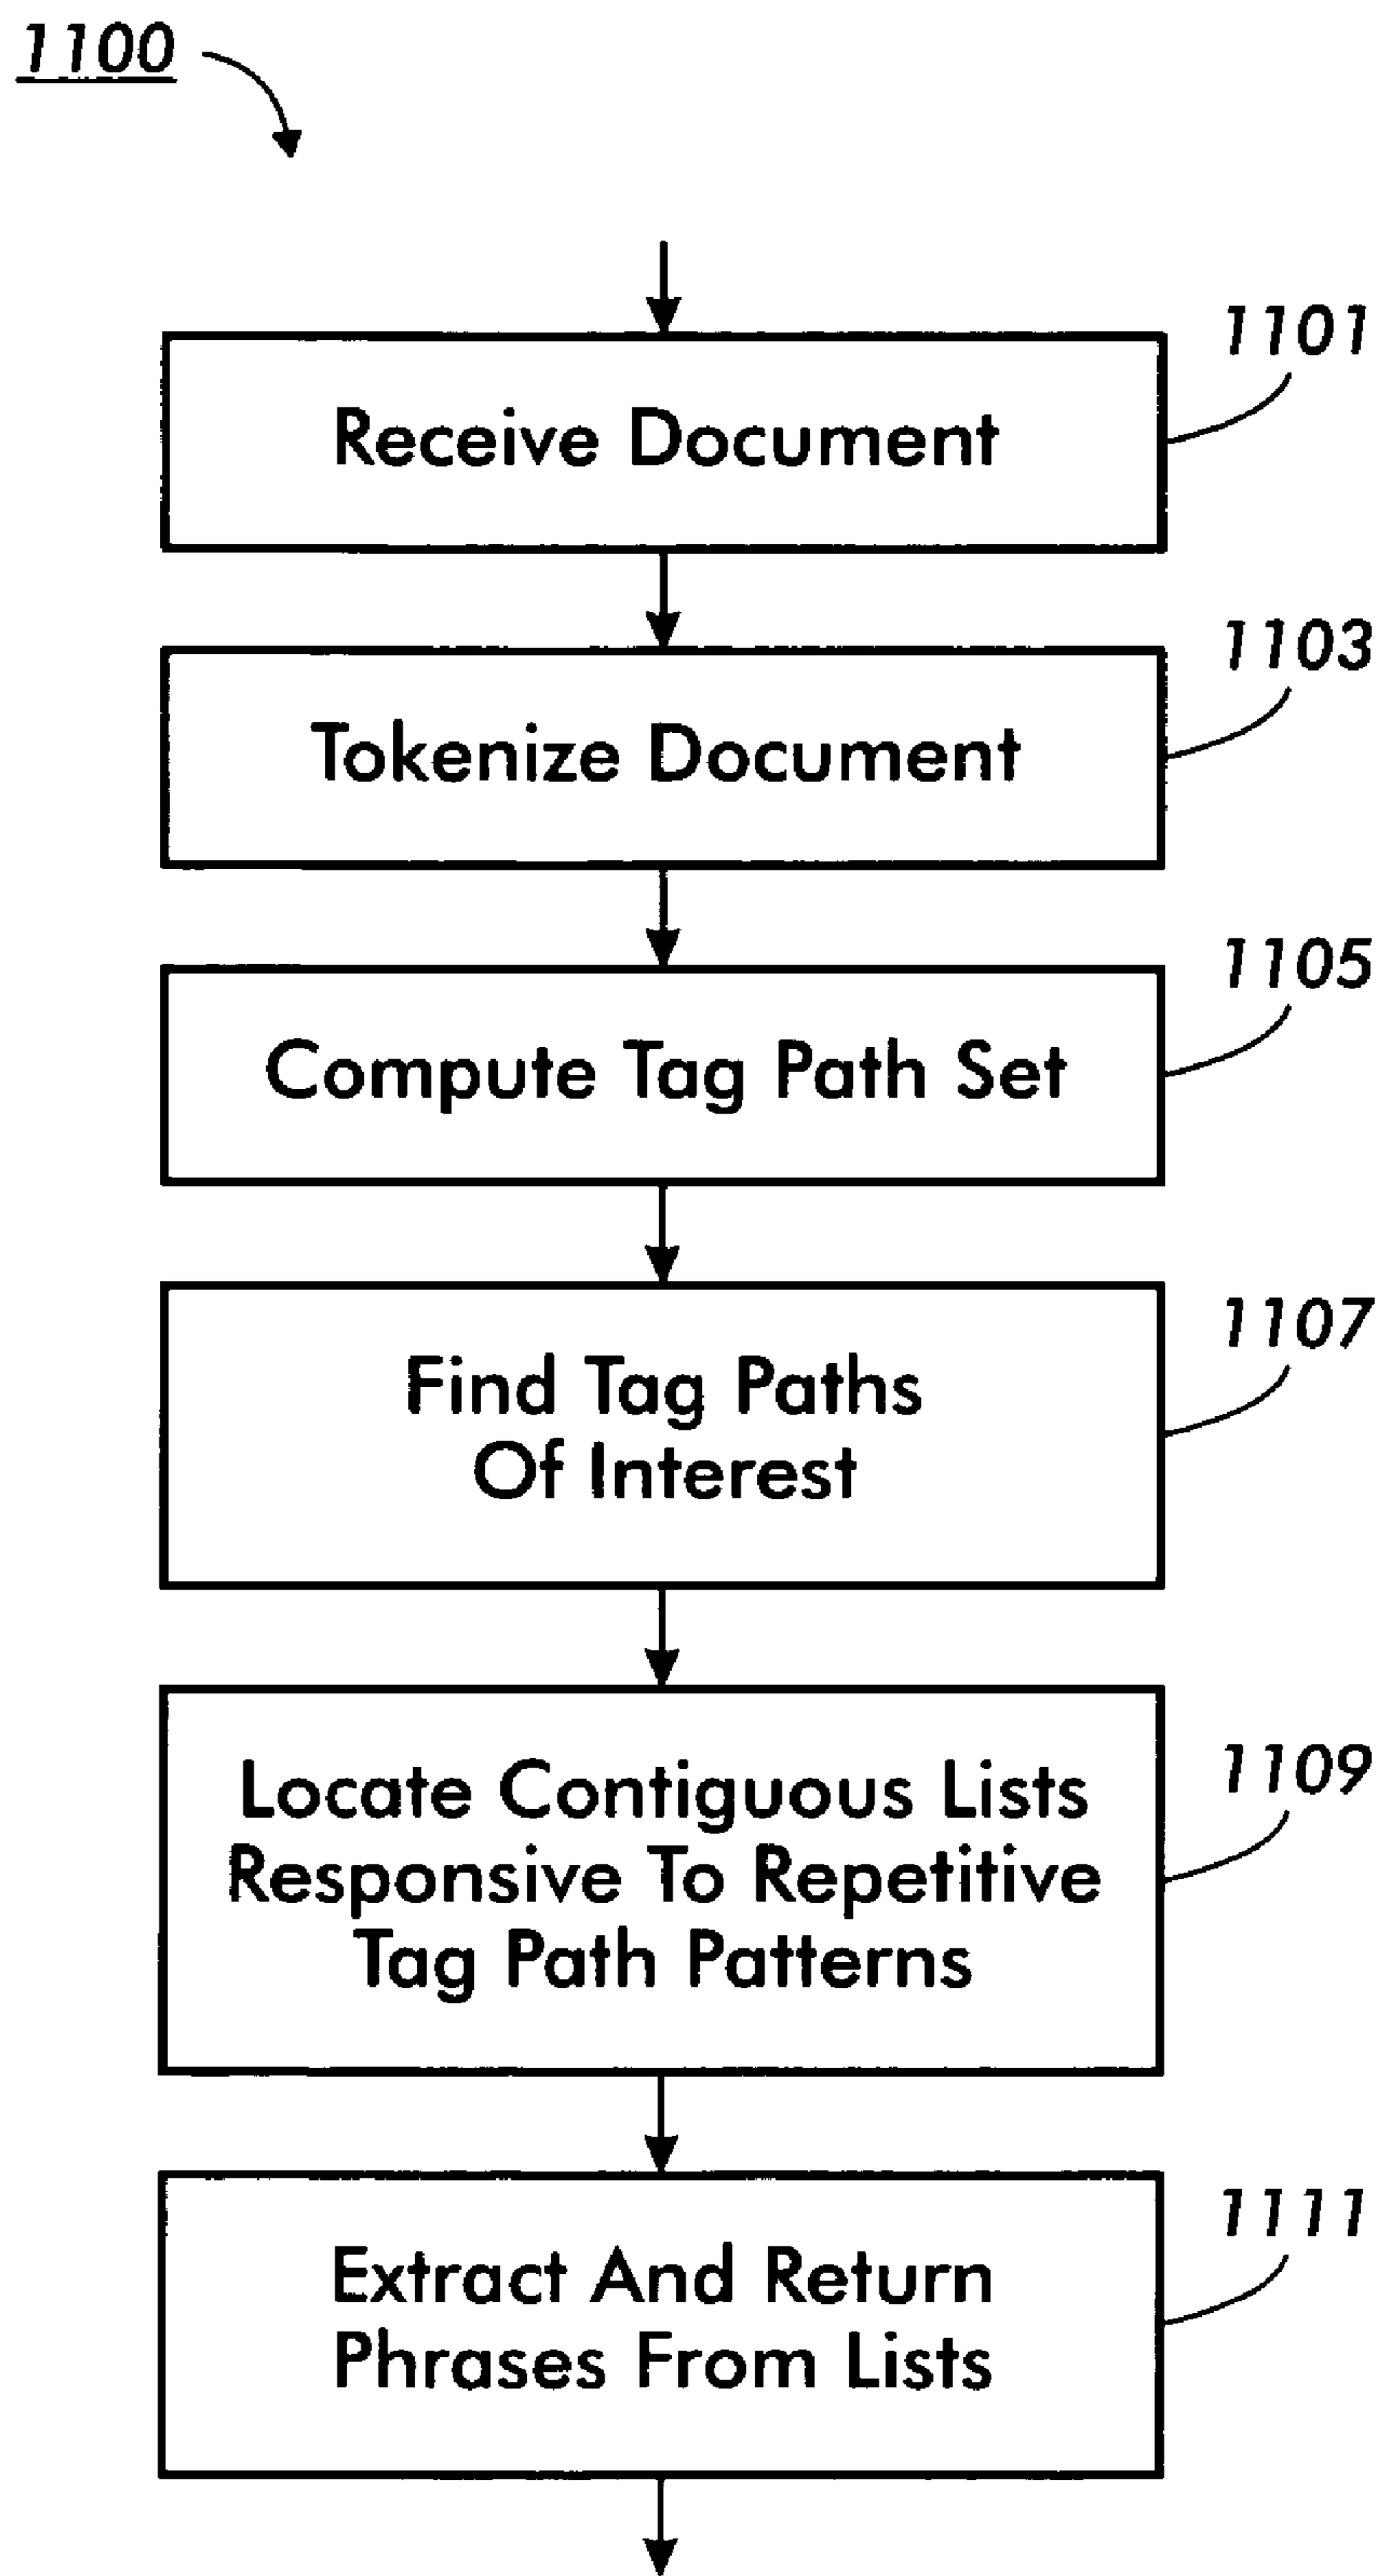 1100
1101
Receive Document
1103
Tokenize Document
1105
Compute Tag Path Set
1107
Find Tag Paths
Of Interest
1109
Locate Contiguous Lists
Responsive To Repetitive
Tag Path Patterns
1111
Extract And Return
Phrases From Lists